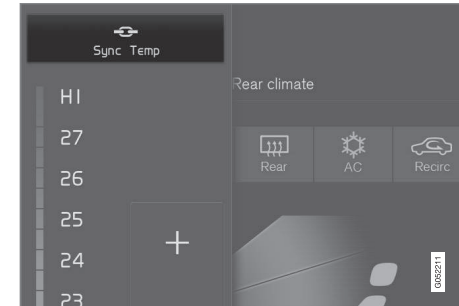 Sync Temp
Rear climate
HI
27
26
25
24
23
+
Rear
AC
Recirc
G052211